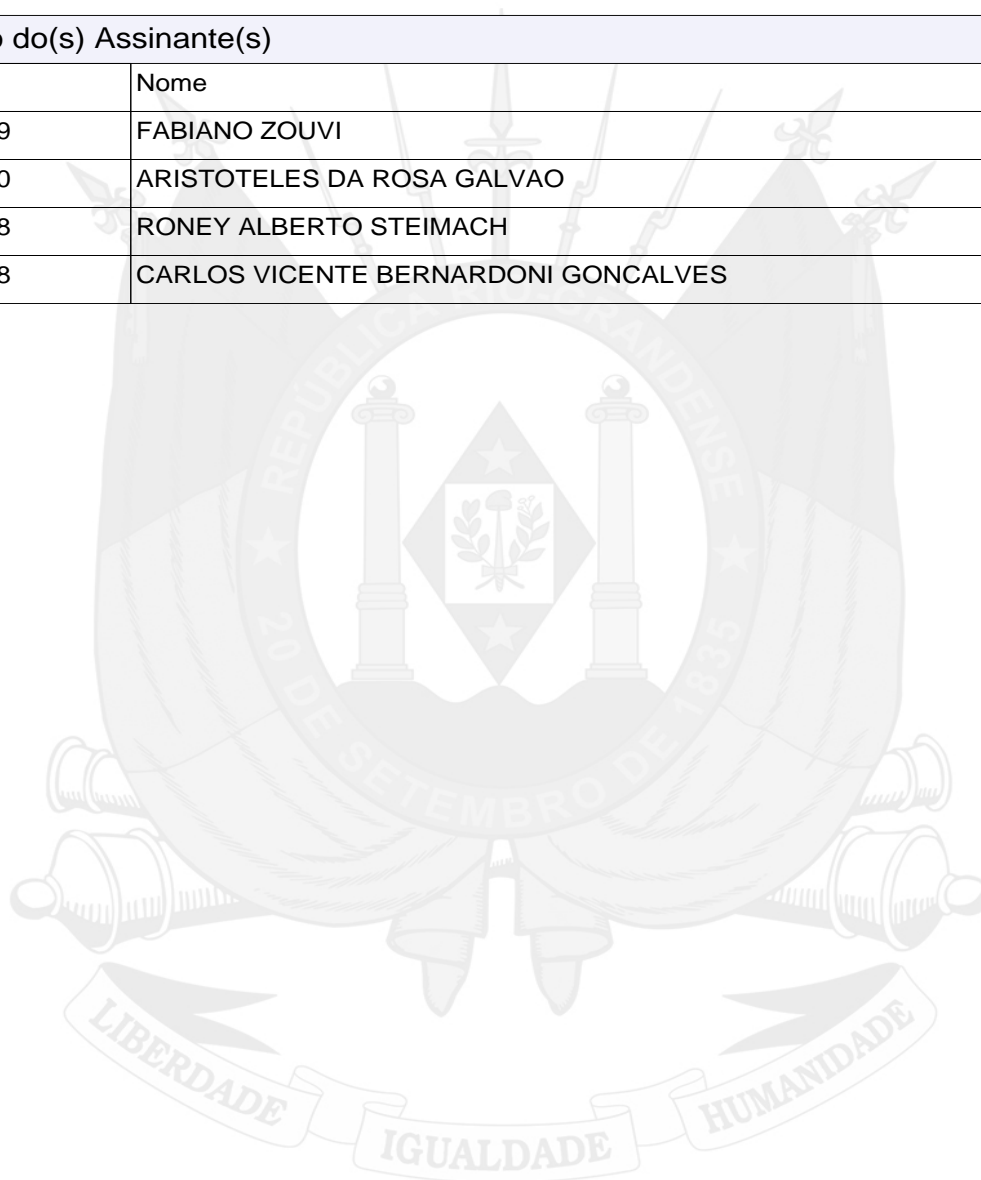 o do(s) Assinante(s)
Nome
9 FABIANO ZOUVI
0 ARISTOTELES DA ROSA GALVAO
8 RONEY ALBERTO STEIMACH
8 CARLOS VICENTE BERNARDONI GONCALVES
REPÚBLICA RIO-GRANDENSE
★ 20 DE SETEMBRO DE 1835 ★
LIBERDADE
IGUALDADE
HUMANIDADE